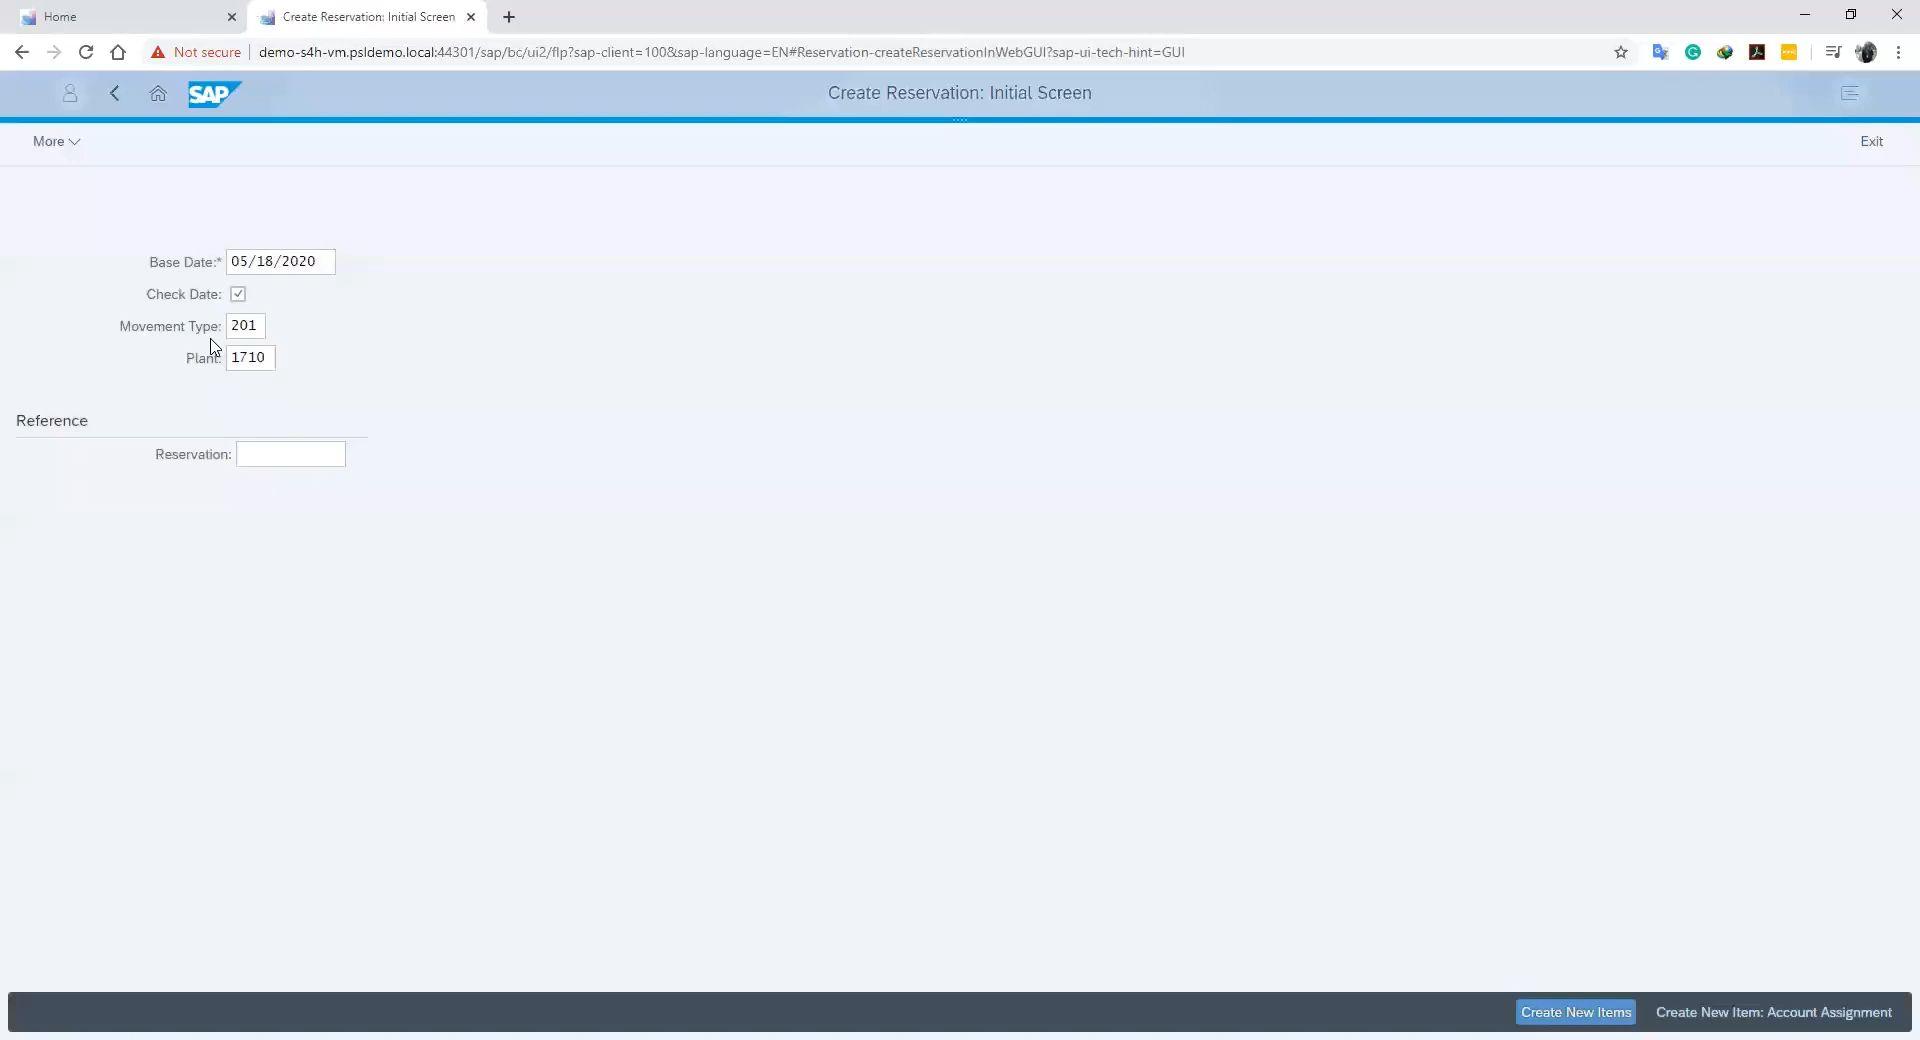 Home
Create Reservation: Initial Screen
Not secure
demo-s4h-vm.psldemo.local:44301/sap/bc/ui2/flp?sap-client=100&sap-language=EN#Reservation-createReservationInWebGUI?sap-ui-tech-hint=GUI
SAP
Create Reservation: Initial Screen
More
Exit
Base Date:* 05/18/2020
Check Date:
Movement Type: 201
Plant: 1710
Reference
Reservation:
Create New Items
Create New Item: Account Assignment